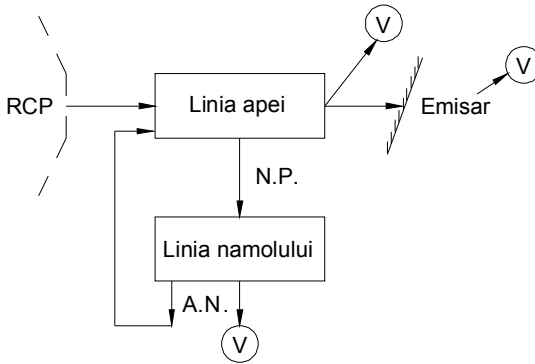 V
V
RCP
Linia apei
Emisar
N.P.
Linia namolului
A.N.
V